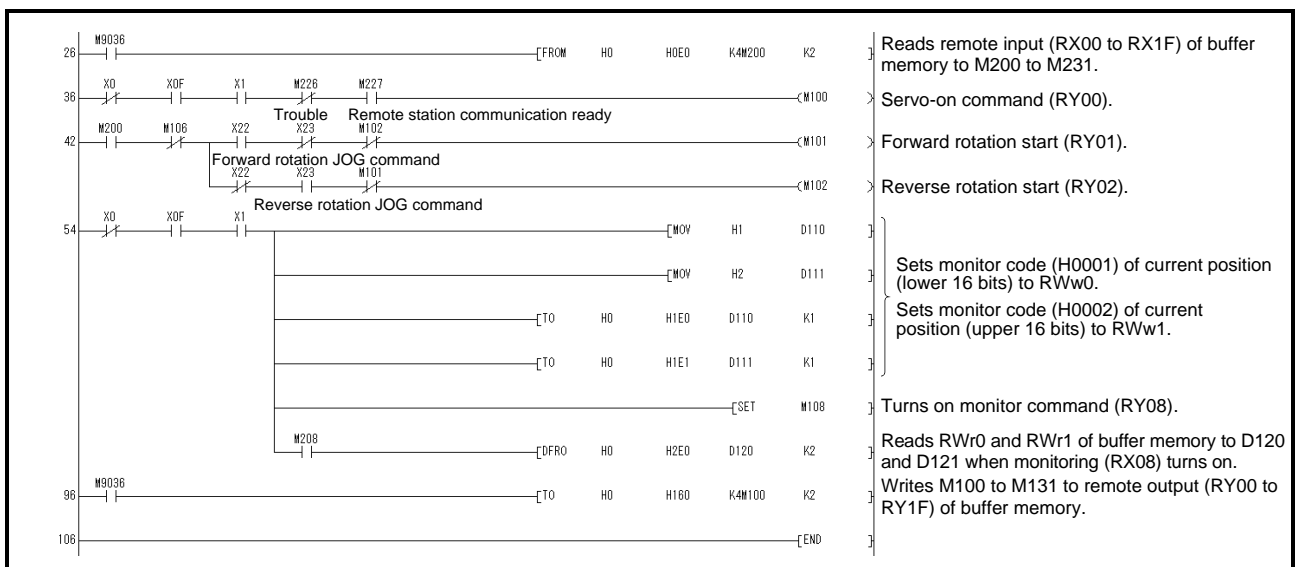 M9036
26 [FROM H0 H0E0 K4M200 K2 ] Reads remote input (RX00 to RX1F) of buffer
memory to M200 to M231.
X0 X0F X1 M226 M227
36 (M100 ) Servo-on command (RY00).
Trouble Remote station communication ready
M200 M106 X22 X23 M102
42 (M101 ) Forward rotation start (RY01).
Forward rotation JOG command
X22 X23 M101
(M102 ) Reverse rotation start (RY02).
Reverse rotation JOG command
X0 X0F X1
54 [MOV H1 D110 ]
[MOV H2 D111 ]
Sets monitor code (H0001) of current position
(lower 16 bits) to RWw0.
Sets monitor code (H0002) of current
position (upper 16 bits) to RWw1.
[TO H0 H1E0 D110 K1 ]
[TO H0 H1E1 D111 K1 ]
[SET M108 ] Turns on monitor command (RY08).
M208
[DFRO H0 H2E0 D120 K2 ] Reads RWr0 and RWr1 of buffer memory to D120
and D121 when monitoring (RX08) turns on.
M9036
96 [TO H0 H160 K4M100 K2 ] Writes M100 to M131 to remote output (RY00 to
RY1F) of buffer memory.
106 [END ]